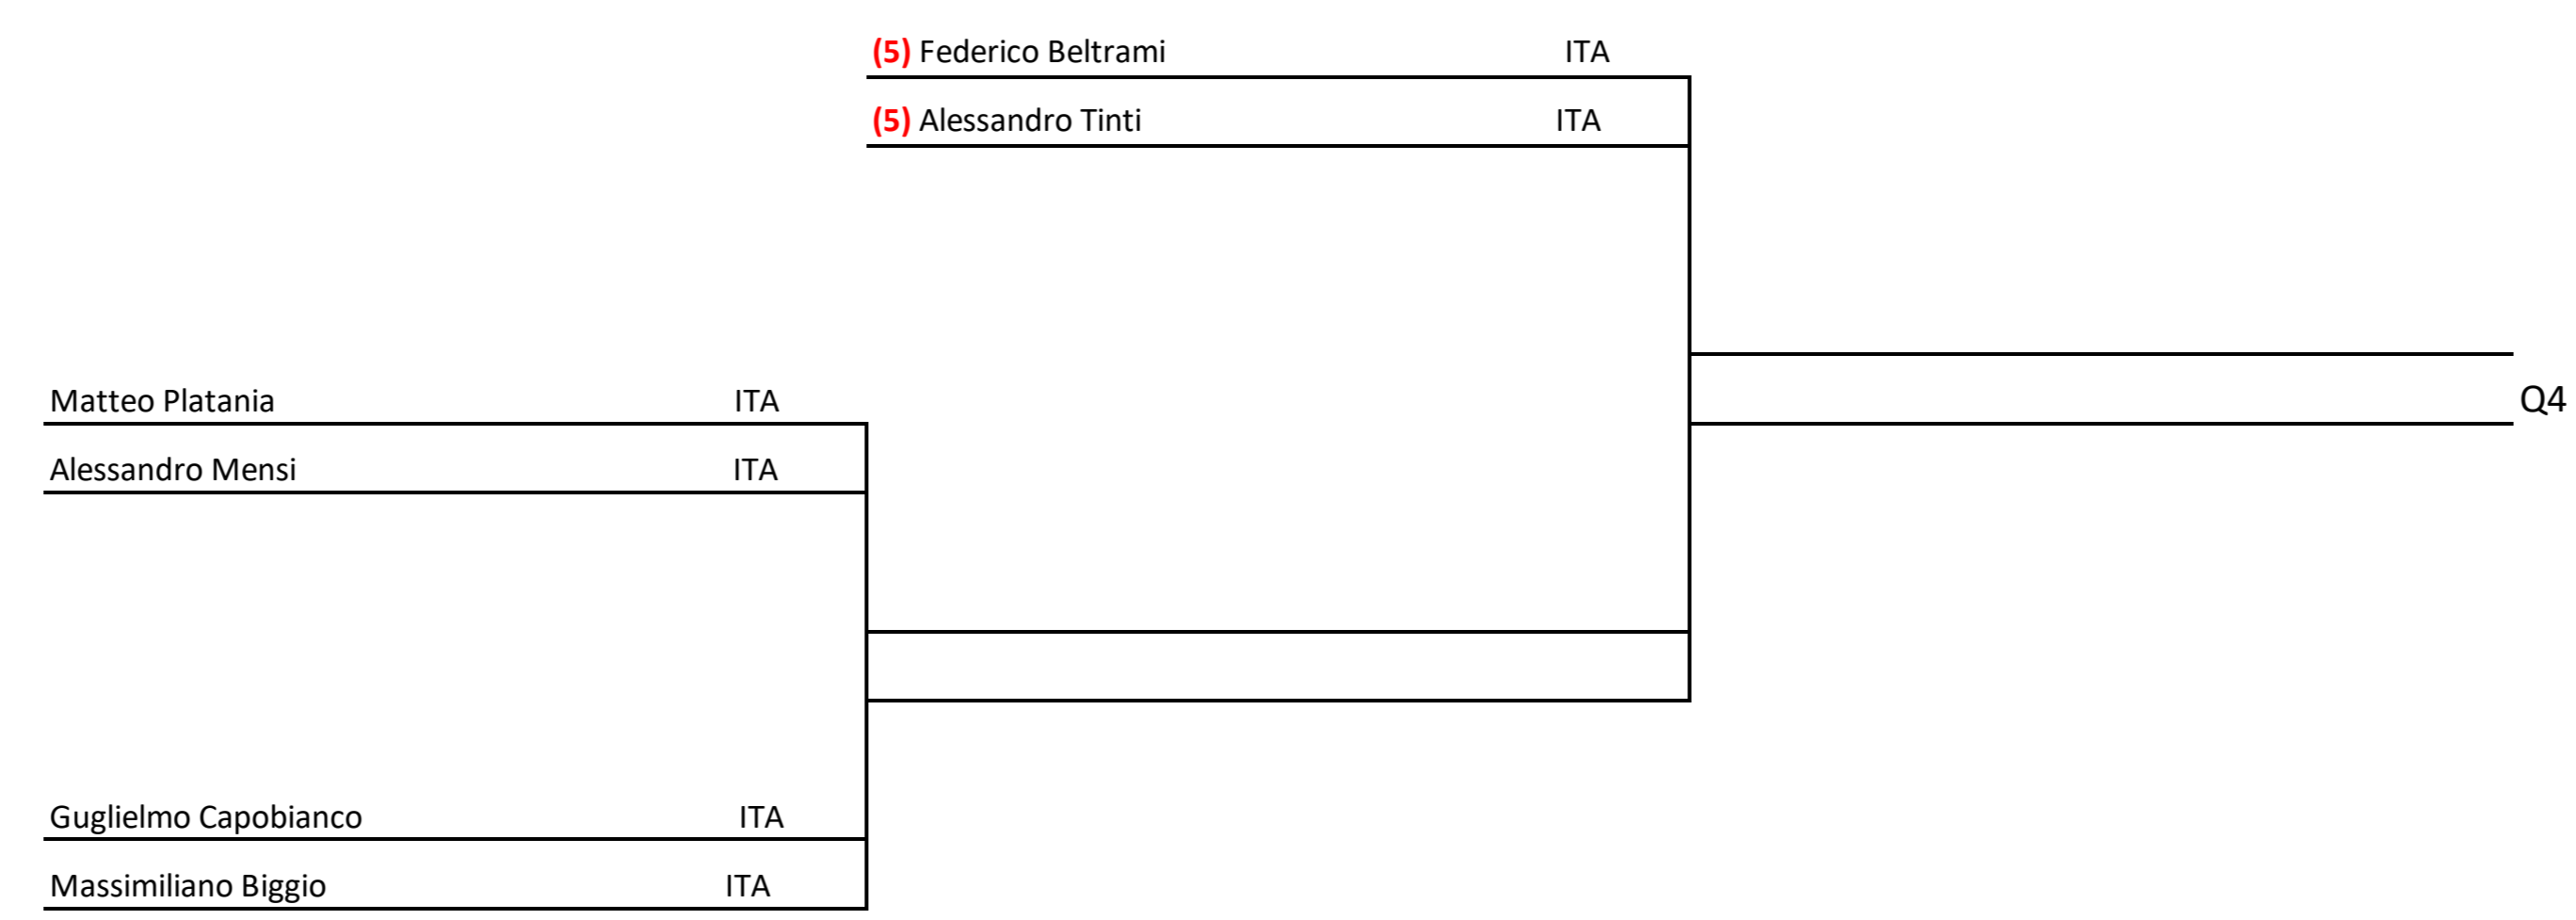 (5) Federico Beltrami ITA
(5) Alessandro Tinti ITA
Matteo Platania ITA
Q4
Alessandro Mensi ITA
Guglielmo Capobianco ITA
Massimiliano Biggio ITA